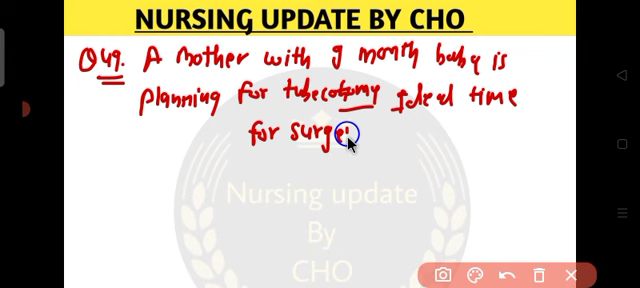 NURSING UPDATE BY CHO
Q49. A mother with 9 month baby is
planning for tubectomy Ideal time
for surge
Nursing update
By
CHO